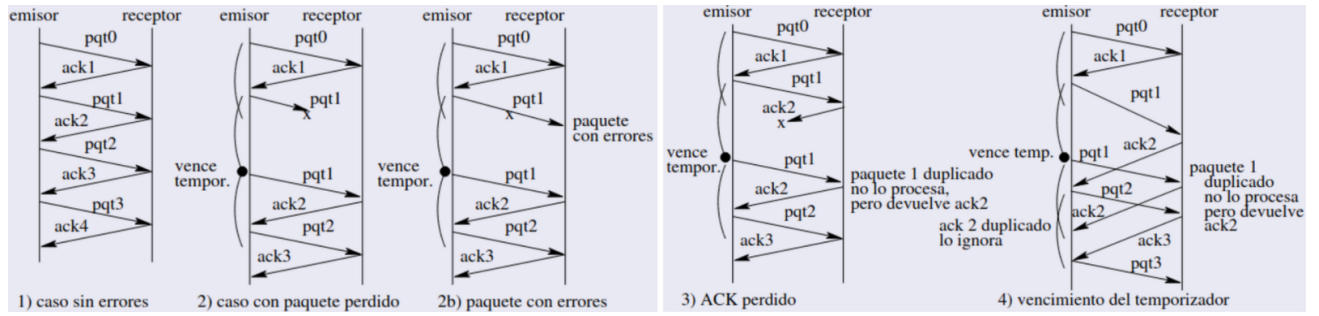 emisor receptor
pqt0
ack1
pqt1
ack2
pqt2
ack3
pqt3
ack4
1) caso sin errores
emisor receptor
pqt0
ack1
pqt1
x
vence
tempor.
pqt1
ack2
pqt2
ack3
2) caso con paquete perdido
emisor receptor
pqt0
ack1
pqt1
x
paquete
con errores
vence
tempor.
pqt1
ack2
pqt2
ack3
2b) paquete con errores
emisor receptor
pqt0
ack1
pqt1
ack2
x
vence
tempor.
pqt1
paquete 1 duplicado
no lo procesa,
pero devuelve ack2
ack2
pqt2
ack3
3) ACK perdido
emisor receptor
pqt0
ack1
pqt1
ack2
vence temp.
pqt1
paquete 1
duplicado
no lo procesa
pero devuelve
ack2
pqt2
ack2
ack 2 duplicado
lo ignora
ack3
pqt3
4) vencimiento del temporizador